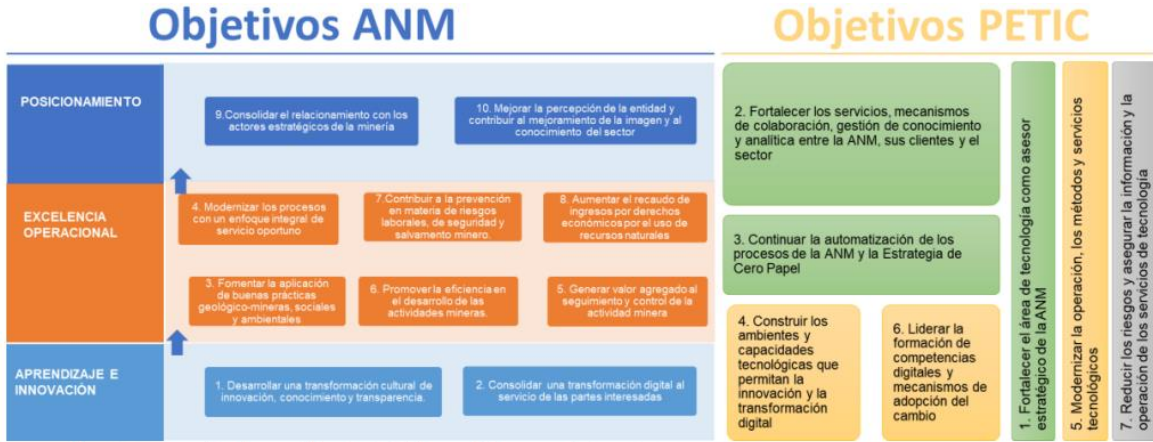 Objetivos ANM
Objetivos PETIC
POSICIONAMIENTO
9.Consolidar el relacionamiento con los
actores estratégicos de la minería
10. Mejorar la percepción de la entidad y
contribuir al mejoramiento de la imagen y al
conocimiento del sector
EXCELENCIA
OPERACIONAL
4. Modernizar los procesos
con un enfoque integral de
servicio oportuno
7.Contribuir a la prevención
en materia de riesgos
laborales, de seguridad y
salvamento minero.
8. Aumentar el recaudo de
ingresos por derechos
económicos por el uso de
recursos naturales
3. Fomentar la aplicación
de buenas prácticas
geológico-mineras, sociales
y ambientales
6. Promover la eficiencia en
el desarrollo de las
actividades mineras.
5. Generar valor agregado al
seguimiento y control de la
actividad minera
APRENDIZAJE E
INNOVACIÓN
1. Desarrollar una transformación cultural de
innovación, conocimiento y transparencia.
2. Consolidar una transformación digital al
servicio de las partes interesadas
2. Fortalecer los servicios, mecanismos
de colaboración, gestión de conocimiento
y analítica entre la ANM, sus clientes y el
sector
3. Continuar la automatización de los
procesos de la ANM y la Estrategia de
Cero Papel
4. Construir los
ambientes y
capacidades
tecnológicas que
permitan la
innovación y la
transformación
digital
6. Liderar la
formación de
competencias
digitales y
mecanismos de
adopción del
cambio
1. Fortalecer el área de tecnología como asesor
estratégico de la ANM
5. Modernizar la operación, los métodos y servicios
tecnológicos
7. Reducir los riesgos y asegurar la información y la
operación de los servicios de tecnología